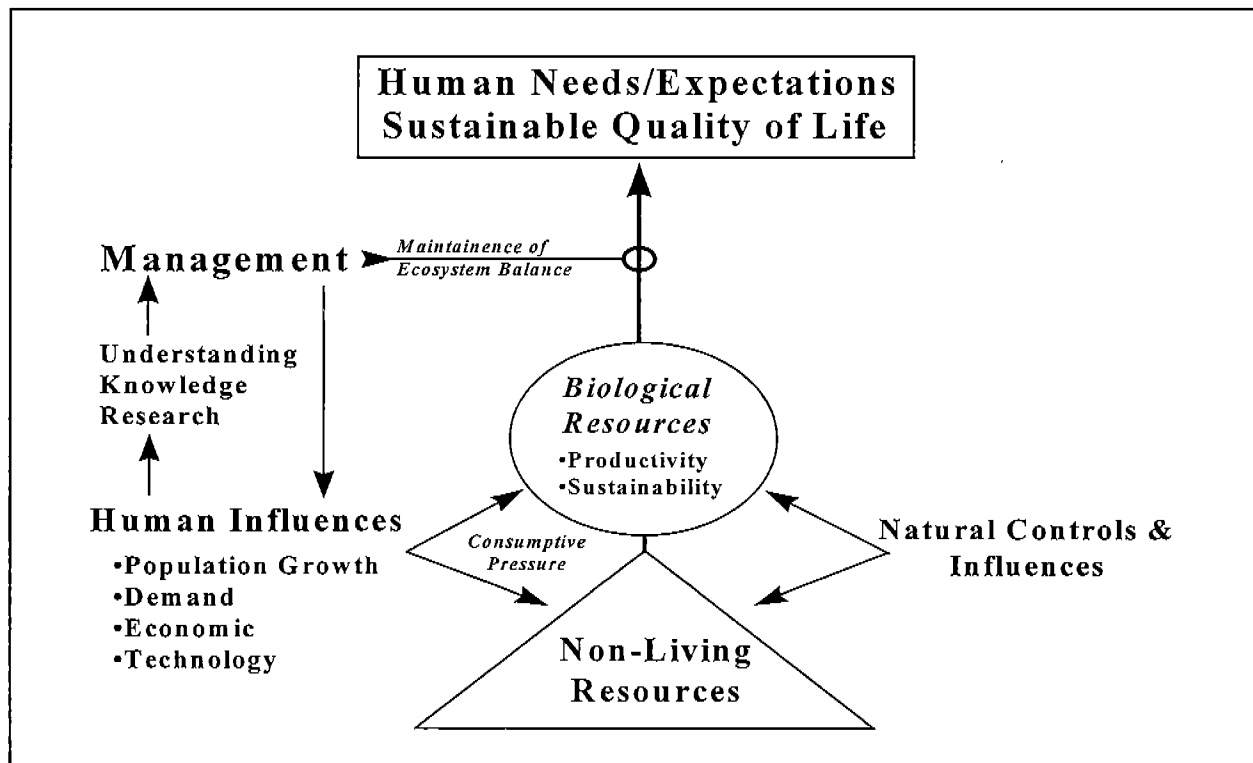 Human Needs/Expectations
Sustainable Quality of Life
Management
Maintainence of
Ecosystem Balance
Understanding
Knowledge
Research
Biological
Resources
•Productivity
•Sustainability
Human Influences
•Population Growth
•Demand
•Economic
•Technology
Consumptive
Pressure
Natural Controls &
Influences
Non-Living
Resources